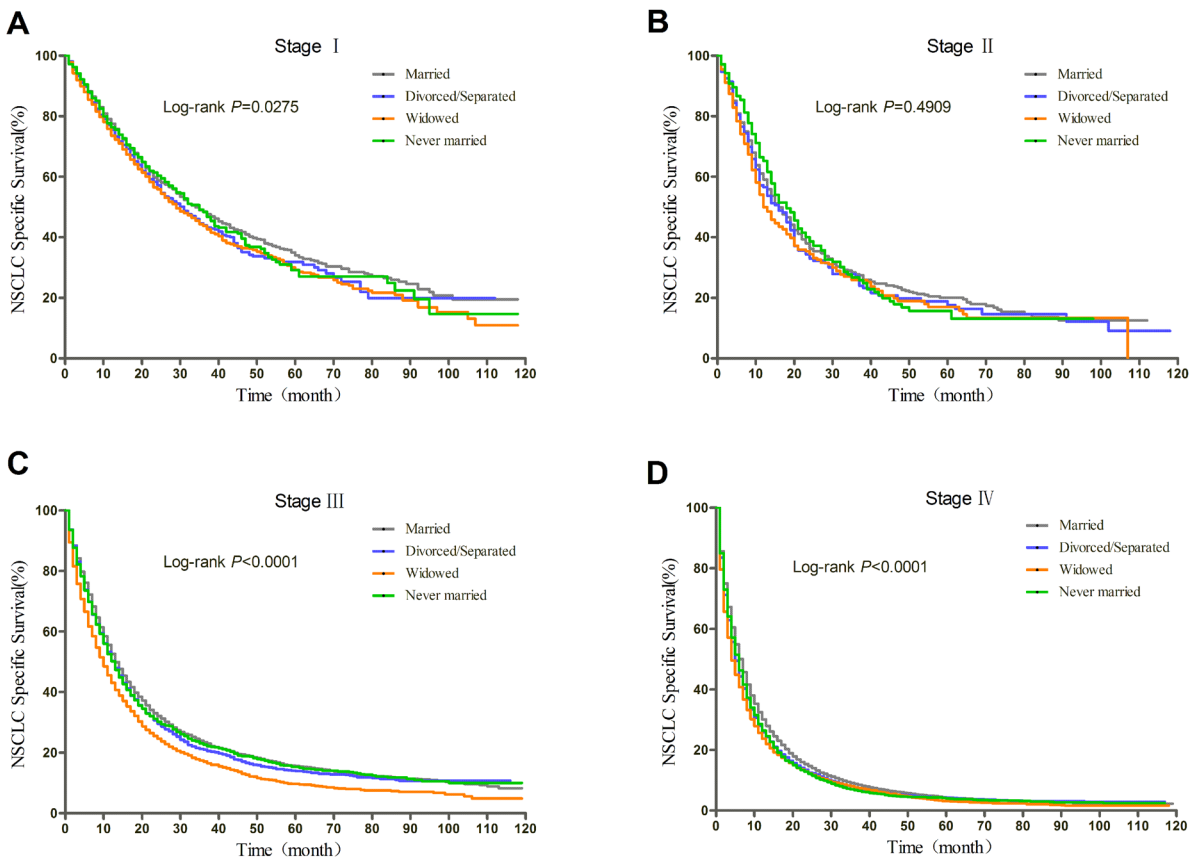 A
Stage Ⅰ
Log-rank P=0.0275
Married
Divorced/Separated
Widowed
Never married
NSCLC Specific Survival(%)
100
80
60
40
20
0
0 10 20 30 40 50 60 70 80 90 100 110 120
Time（month）
B
Stage Ⅱ
Log-rank P=0.4909
Married
Divorced/Separated
Widowed
Never married
NSCLC Specific Survival(%)
100
80
60
40
20
0
0 10 20 30 40 50 60 70 80 90 100 110 120
Time（month）
C
Stage Ⅲ
Log-rank P<0.0001
Married
Divorced/Separated
Widowed
Never married
NSCLC Specific Survival(%)
100
80
60
40
20
0
0 10 20 30 40 50 60 70 80 90 100 110 120
Time（month）
D
Stage Ⅳ
Log-rank P<0.0001
Married
Divorced/Separated
Widowed
Never married
NSCLC Specific Survival(%)
100
80
60
40
20
0
0 10 20 30 40 50 60 70 80 90 100 110 120
Time（month）